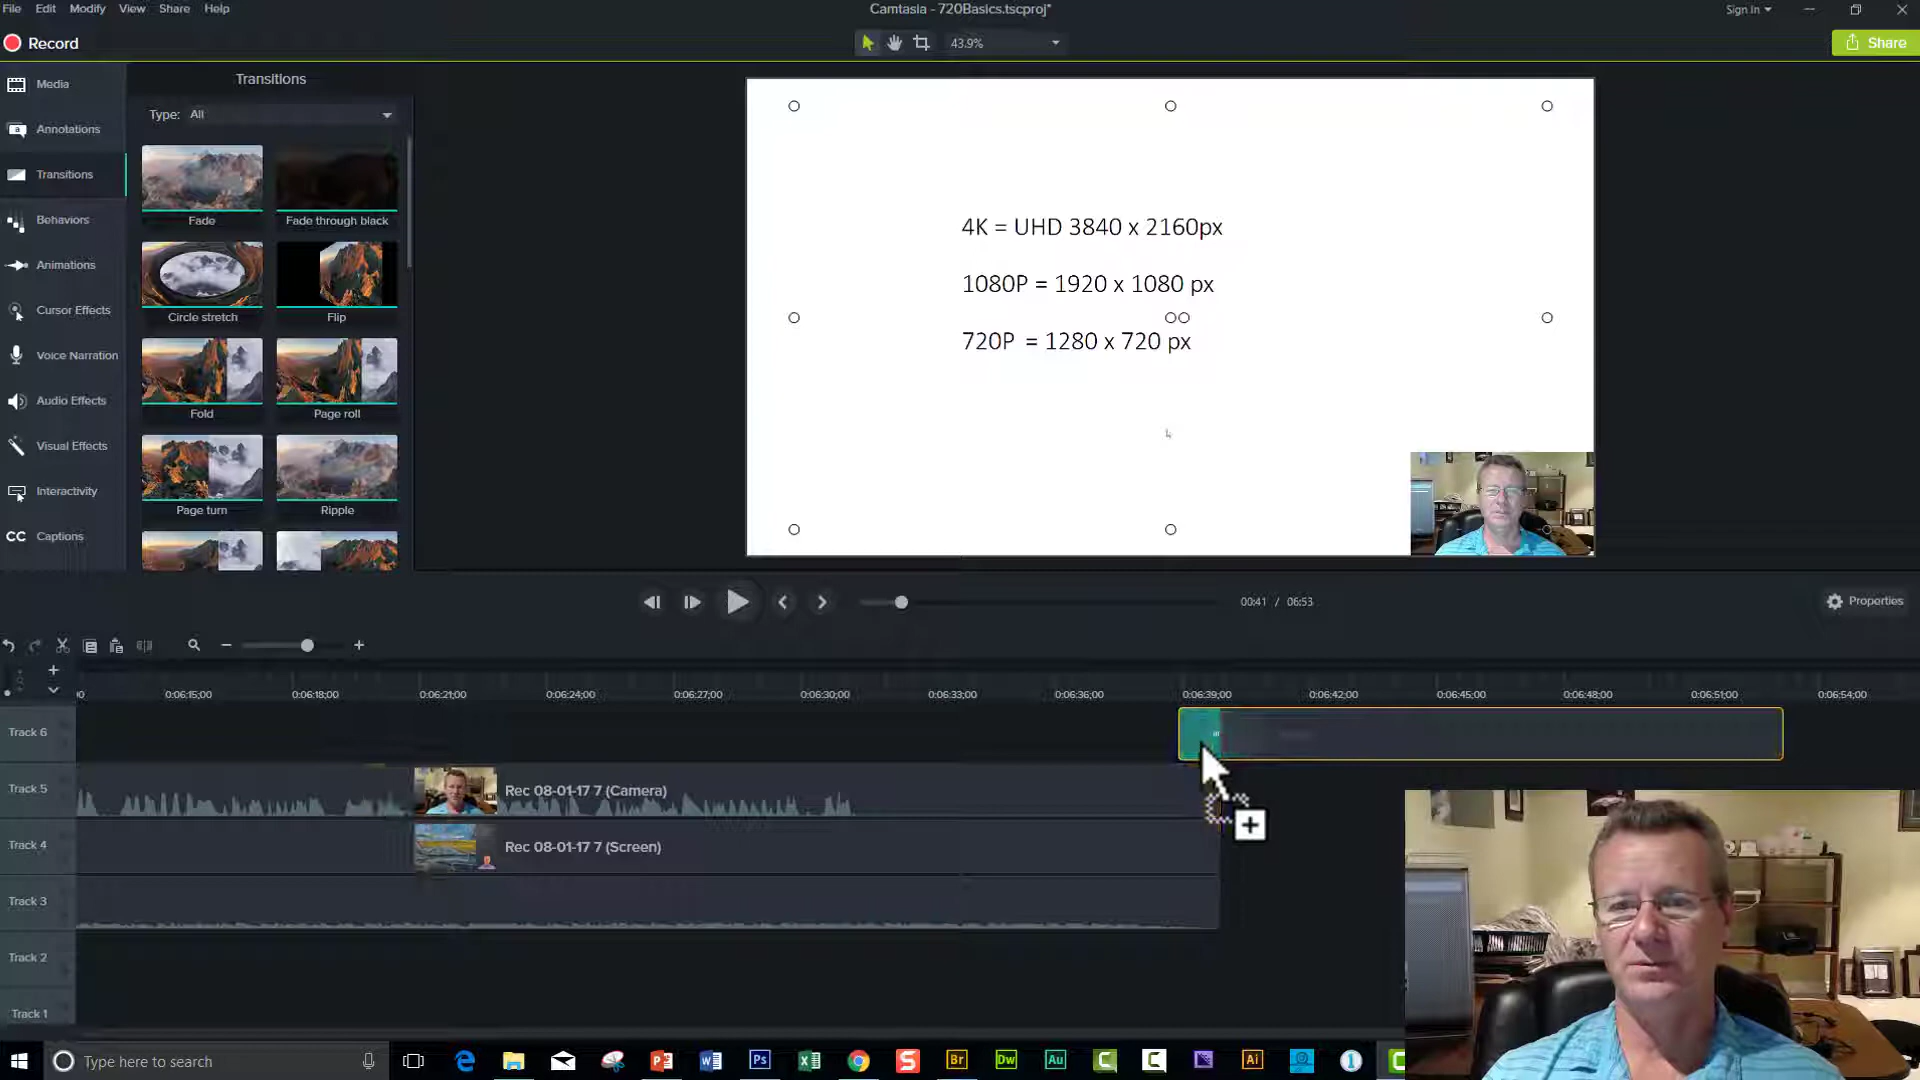 File Edit Modify View Share Help
Camtasia - 720Basics.tscproj*
Sign In
Record
43.9%
Share
Media
Annotations
Transitions
Behaviors
Animations
Cursor Effects
Voice Narration
Audio Effects
Visual Effects
Interactivity
CC Captions
Transitions
Type: All
Fade
Fade through black
Circle stretch
Flip
Fold
Page roll
Page turn
Ripple
4K = UHD 3840 x 2160px
1080P = 1920 x 1080 px
720P = 1280 x 720 px
00:41 / 06:53
Properties
0:06:15;00 0:06:18;00 0:06:21;00 0:06:24;00 0:06:27;00 0:06:30;00 0:06:33;00 0:06:36;00 0:06:39;00 0:06:42;00 0:06:45;00 0:06:48;00 0:06:51;00 0:06:54;00
Track 6
Track 5
Rec 08-01-17 7 (Camera)
Track 4
Rec 08-01-17 7 (Screen)
Track 3
Track 2
Track 1
Type here to search
Ps
Br
Dw
Au
Ai